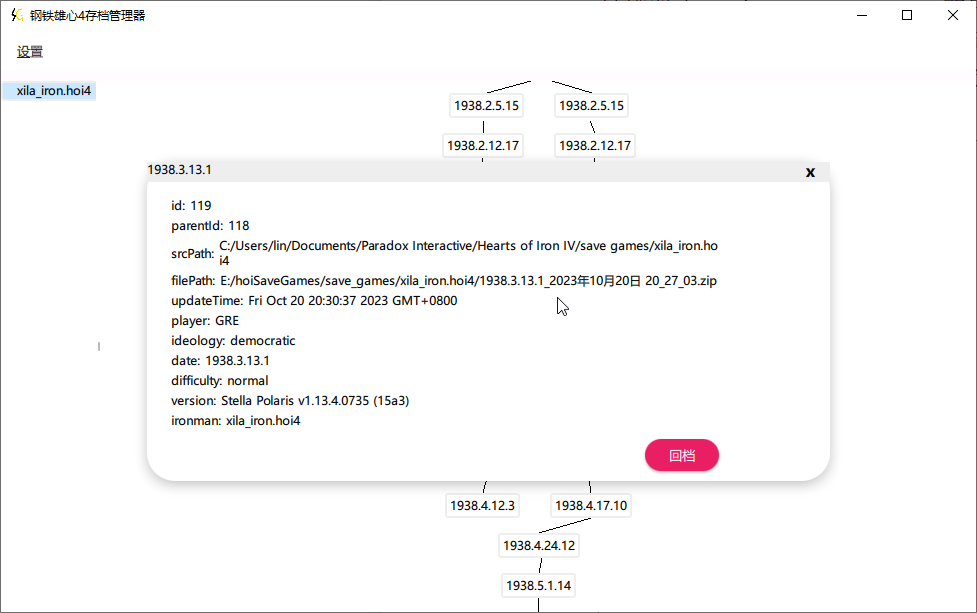 钢铁雄心4存档管理器
设置
xila_iron.hoi4
1938.2.5.15
1938.2.5.15
1938.2.12.17
1938.2.12.17
1938.3.13.1
x
id: 119
parentId: 118
srcPath: C:/Users/lin/Documents/Paradox Interactive/Hearts of Iron IV/save games/xila_iron.ho
i4
filePath: E:/hoiSaveGames/save_games/xila_iron.hoi4/1938.3.13.1_2023年10月20日 20_27_03.zip
updateTime: Fri Oct 20 20:30:37 2023 GMT+0800
player: GRE
ideology: democratic
date: 1938.3.13.1
difficulty: normal
version: Stella Polaris v1.13.4.0735 (15a3)
ironman: xila_iron.hoi4
回档
1938.4.12.3
1938.4.17.10
1938.4.24.12
1938.5.1.14